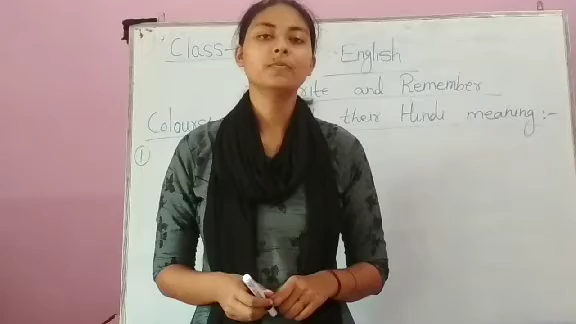 Class- English
and Remember
Colours their Hindi meaning :-
①